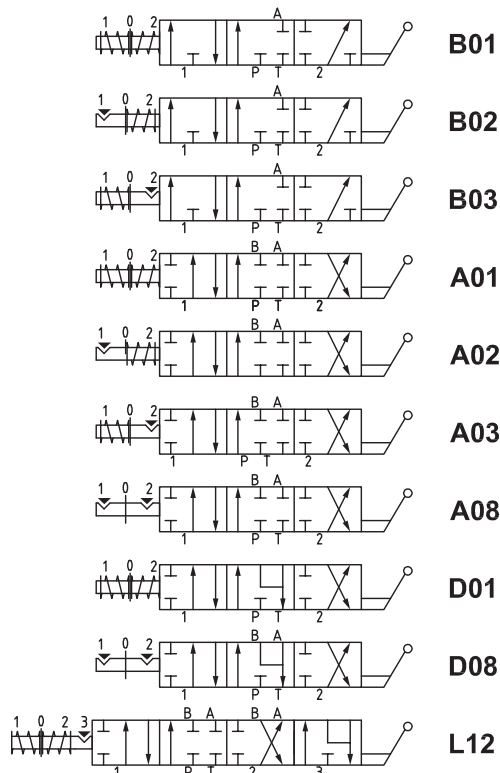 1 0 2 A B01
1 P T 2
1 0 2 A B02
1 P T 2
1 0 2 A B03
1 P T 2
1 0 2 B A A01
1 P T 2
1 0 2 B A A02
1 P T 2
1 0 2 B A A03
1 P T 2
1 0 2 B A A08
1 P T 2
1 0 2 B A D01
1 P T 2
1 0 2 B A D08
1 P T 2
1 0 2 3 B A B A L12
1 P T 2 3